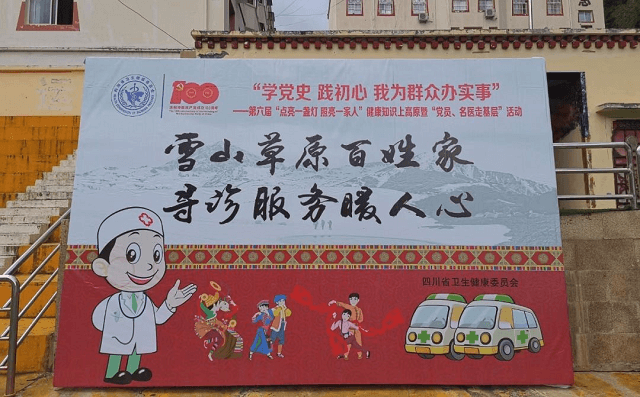 “学党史 践初心 我为群众办实事”
——第六届“点亮一盏灯 照亮一家人”健康知识上高原暨“党员、名医走基层”活动
雪山草原百姓家
寻诊服务暖人心
四川省卫生健康委员会
100